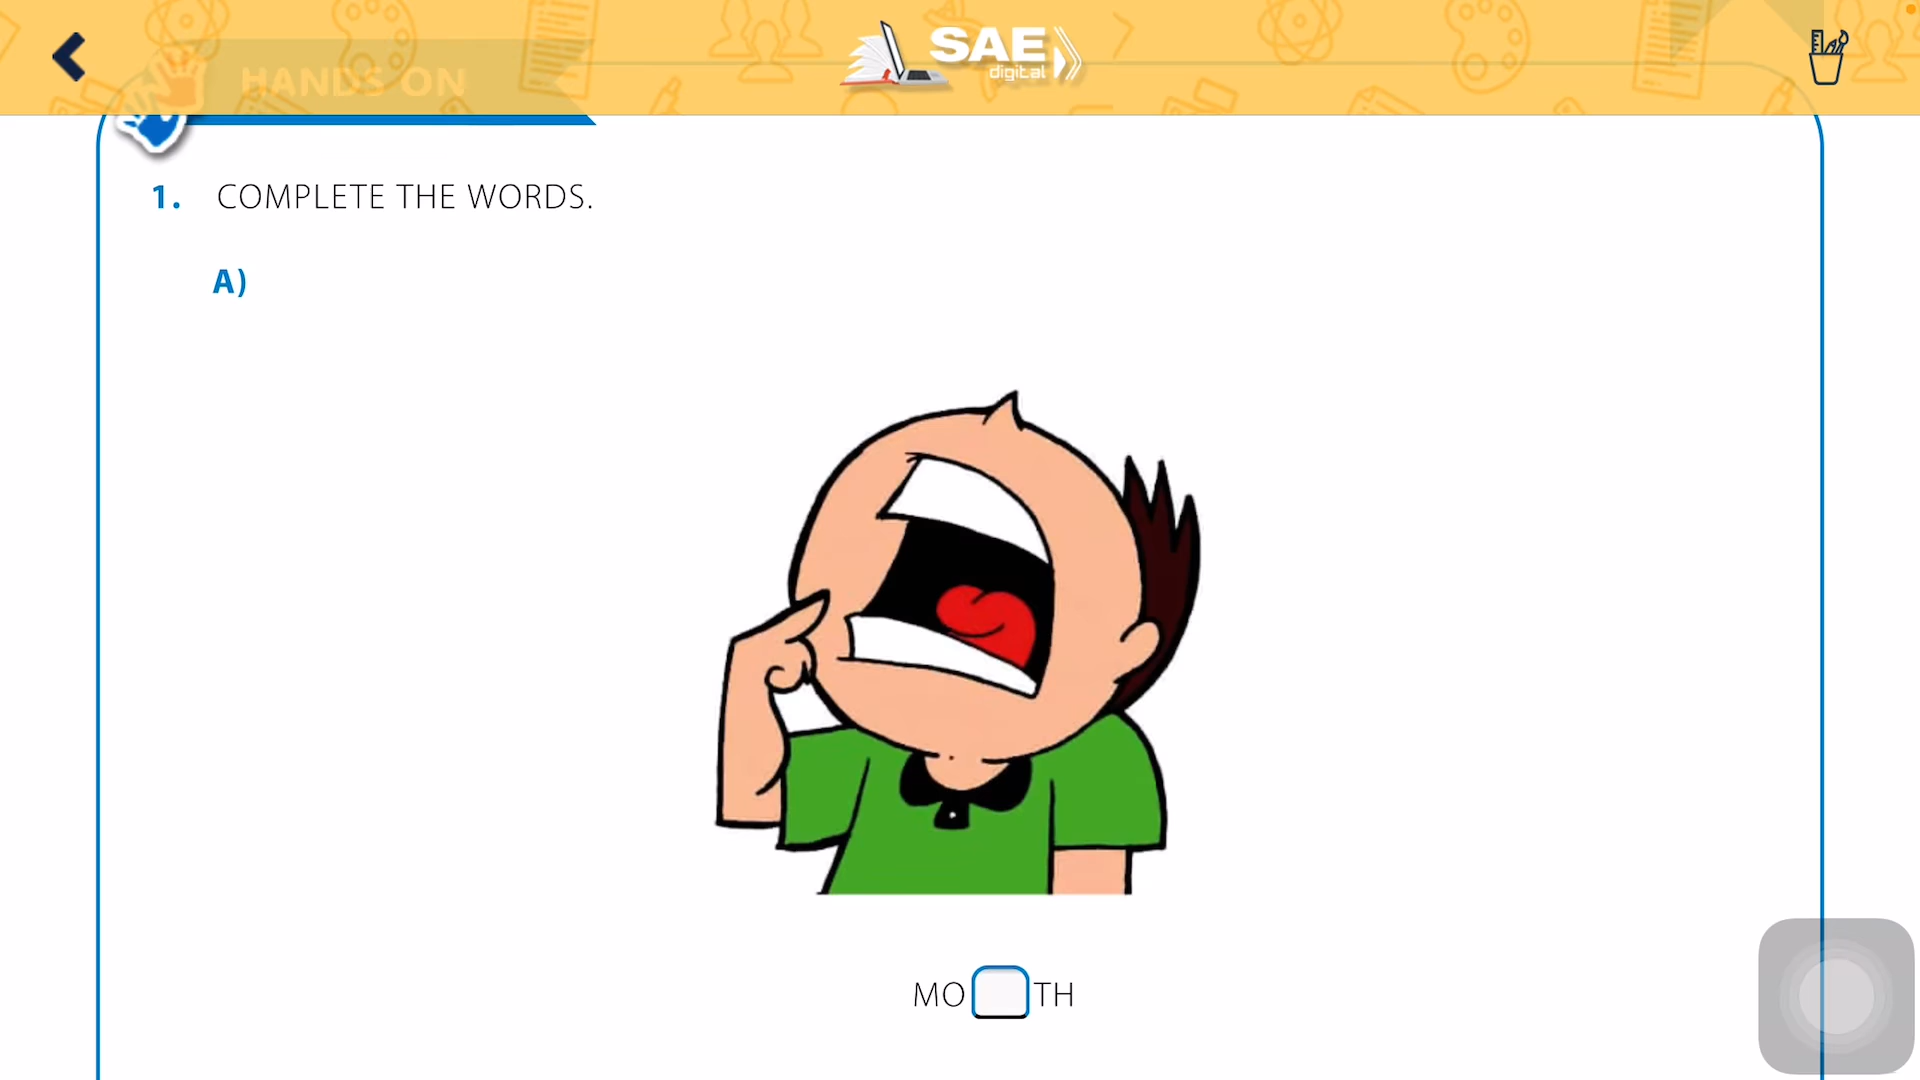 HANDS ON
SAE
digital
1. COMPLETE THE WORDS.
A)
MO TH